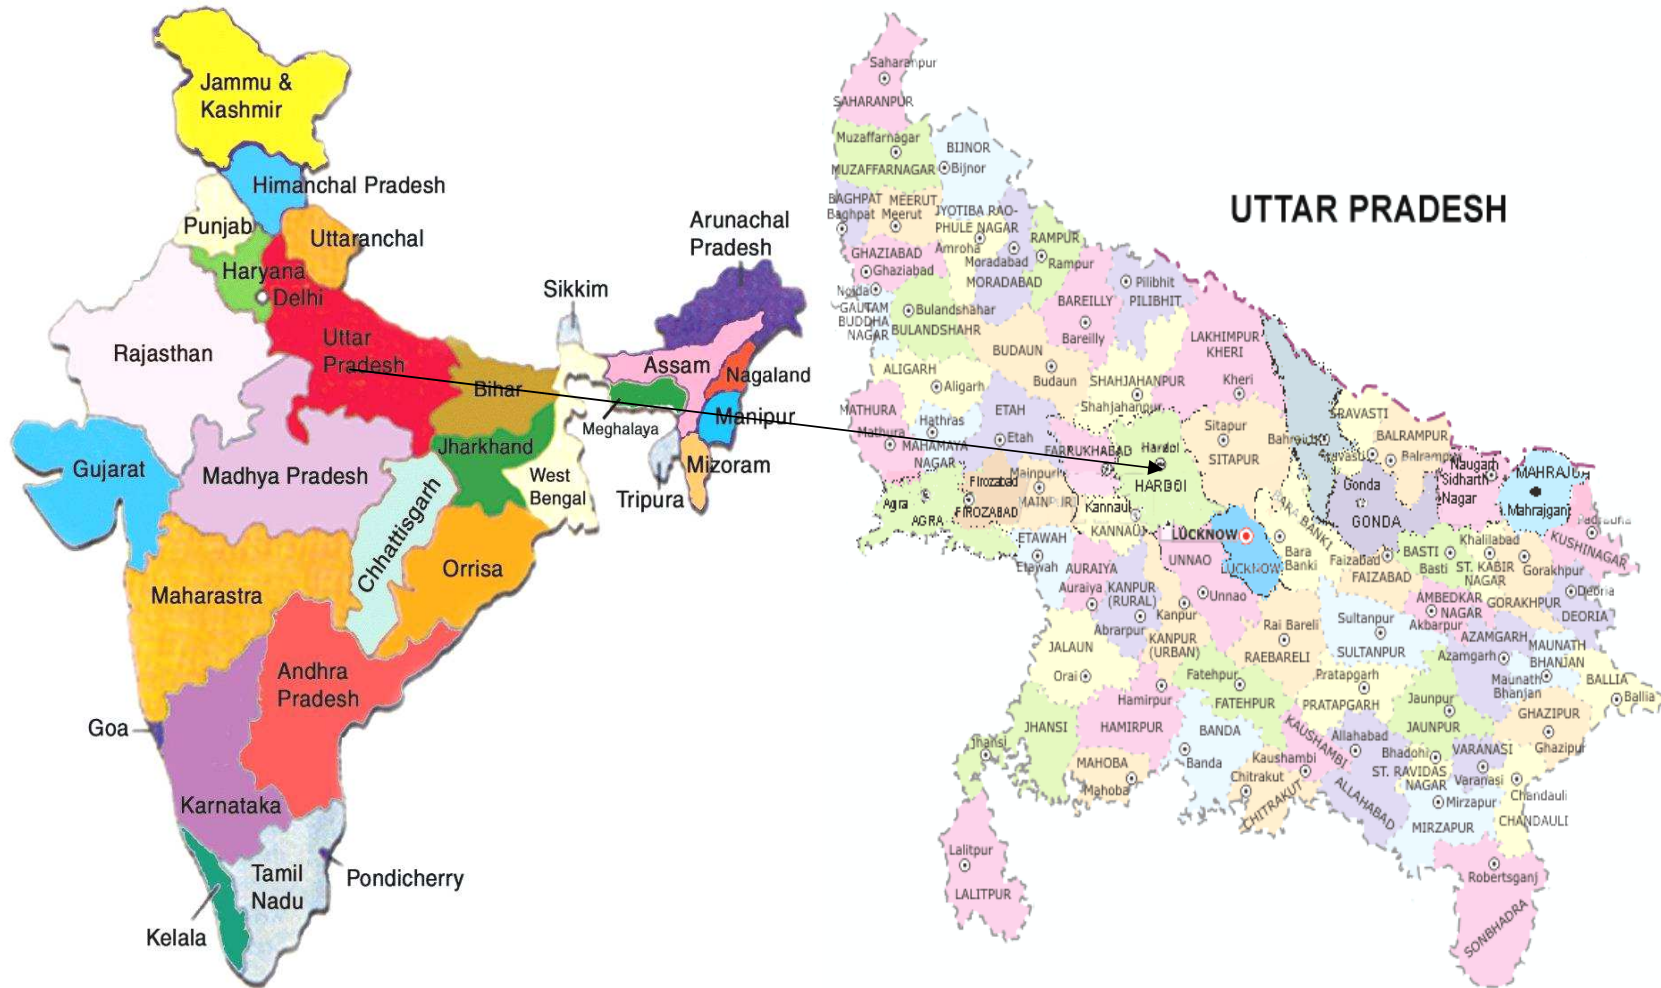 Jammu &
Kashmir
Himanchal Pradesh
Punjab
Uttaranchal
Haryana
Delhi
Arunachal
Pradesh
Sikkim
Uttar
Pradesh
Rajasthan
Bihar
Assam
Nagaland
Manipur
Meghalaya
Jharkhand
Gujarat
Madhya Pradesh
West
Bengal
Mizoram
Tripura
Chhattisgarh
Orrisa
Maharastra
Andhra
Pradesh
Goa
Karnataka
Tamil
Nadu
Pondicherry
Kelala
UTTAR PRADESH
Saharanpur
SAHARANPUR
Muzaffarnagar
MUZAFFARNAGAR
BIJNOR
Bijnor
BAGHPAT
Baghpat
MEERUT
Meerut
JYOTIBA RAO-
PHULE NAGAR
Amroha
Moradabad
MORADABAD
RAMPUR
Rampur
GHAZIABAD
Ghaziabad
Noida
GAUTAM
BUDDHA
NAGAR
Bulandshahar
BULANDSHAHR
BAREILLY
Bareilly
Pilibhit
PILIBHIT
LAKHIMPUR
KHERI
Kheri
BUDAUN
Budaun
SHAHJAHANPUR
Shahjahanpur
ALIGARH
Aligarh
MATHURA
Mathura
Hathras
MAHAMAYA
NAGAR
ETAH
Etah
FARRUKHABAD
Hardoi
HARDOI
Sitapur
SITAPUR
Bahraich
SRAVASTI
Sravasti
BALRAMPUR
Balrampur
Gonda
GONDA
Naugarh
Sidharth
Nagar
MAHRAJGH
Mahrajganj
Padrauna
KUSHINAGAR
Agra
AGRA
Firozabad
FIROZABAD
Mainpuri
MAINPURI
Kannauj
KANNAUJ
ETAWAH
Etawah
AURAIYA
Auraiya
KANPUR
(RURAL)
Abrarpur
Kanpur
KANPUR
(URBAN)
LUCKNOW
LUCKNOW
UNNAO
Unnao
BARA BANKI
Bara
Banki
Faizabad
FAIZABAD
BASTI
Basti
Khalilabad
ST. KABIR
NAGAR
Gorakhpur
GORAKHPUR
Deoria
DEORIA
AMBEDKAR
NAGAR
Akbarpur
Rai Bareli
RAEBARELI
Sultanpur
SULTANPUR
AZAMGARH
Azamgarh
MAUNATH
BHANJAN
Maunath
Bhanjan
BALLIA
Ballia
JALAUN
Orai
Hamirpur
HAMIRPUR
Fatehpur
FATEHPUR
Pratapgarh
PRATAPGARH
Jaunpur
JAUNPUR
GHAZIPUR
Ghazipur
JHANSI
Jhansi
MAHOBA
Mahoba
BANDA
Banda
KAUSHAMBI
Kaushambi
Chitrakut
CHITRAKUT
Allahabad
ALLAHABAD
Bhadohi
ST. RAVIDAS
NAGAR
VARANASI
Varanasi
Mirzapur
MIRZAPUR
Chandauli
CHANDAULI
Lalitpur
LALITPUR
Robertsganj
SONBHADRA